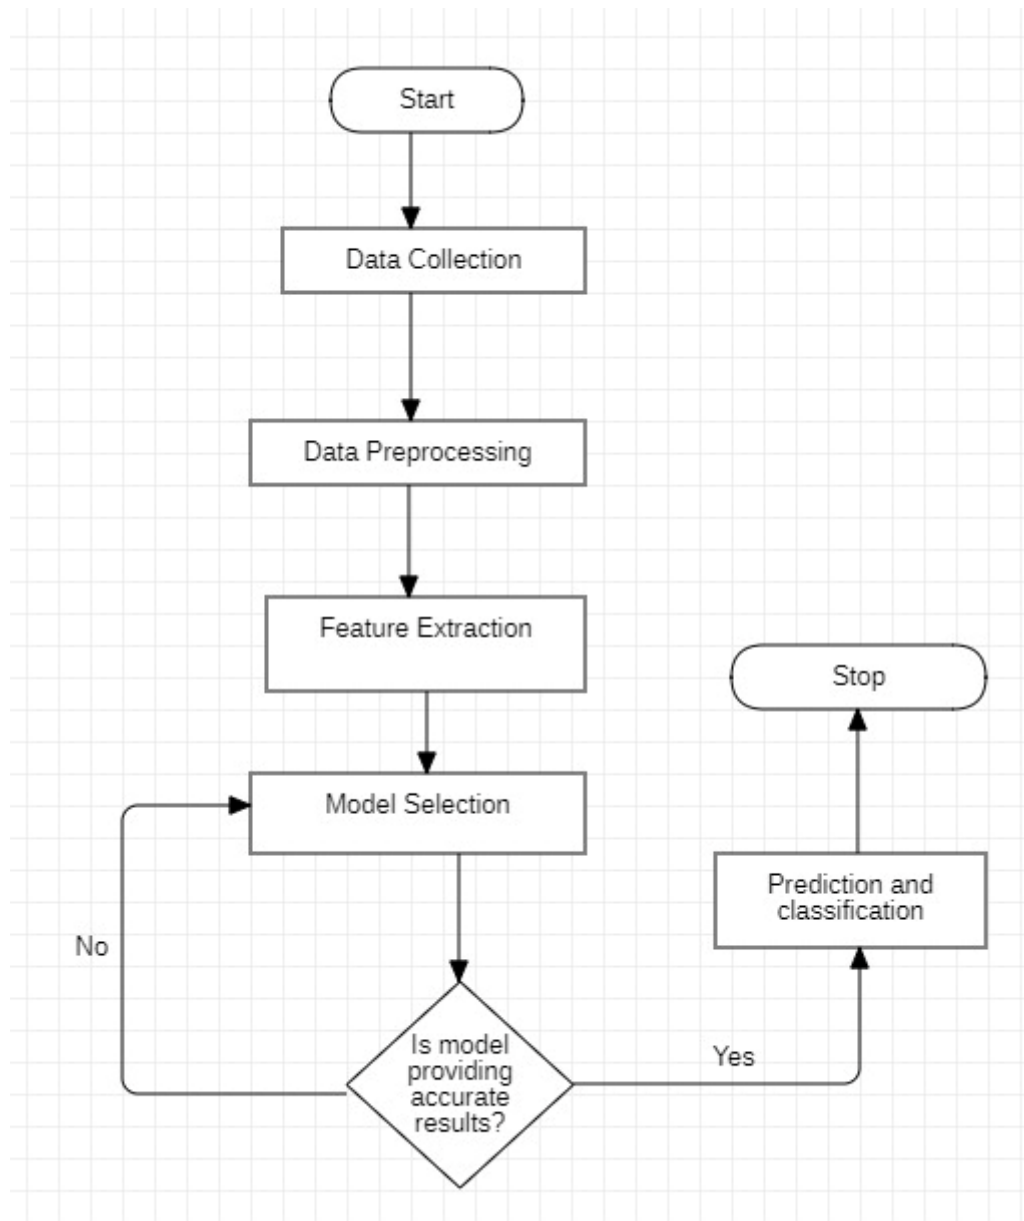 Start
Data Collection
Data Preprocessing
Feature Extraction
Model Selection
No
Is model
providing
accurate
results?
Yes
Prediction and
classification
Stop